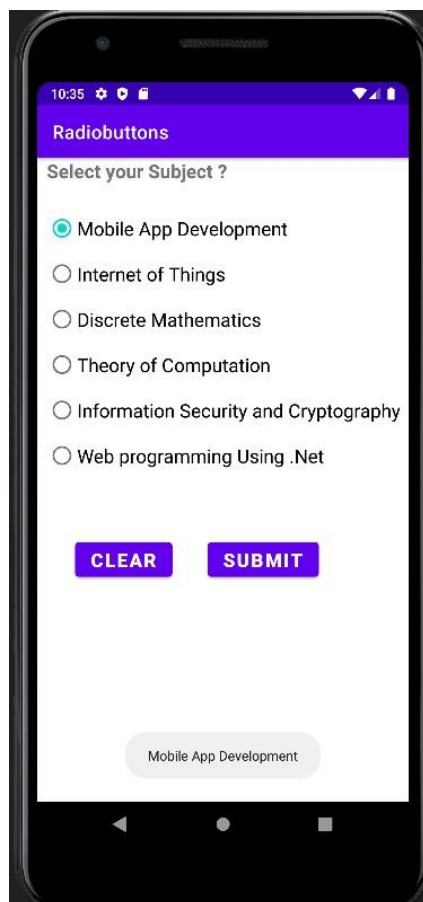 10:35
Radiobuttons
Select your Subject ?
Mobile App Development
Internet of Things
Discrete Mathematics
Theory of Computation
Information Security and Cryptography
Web programming Using .Net
CLEAR SUBMIT
Mobile App Development